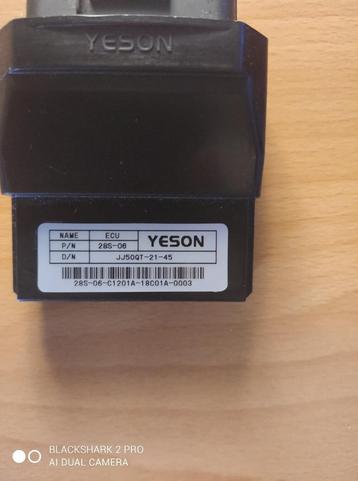 YESON
NAME ECU
P/N 28S-06 YESON
D/N JJ50QT-21-45
28S-06-C1201A-18C01A-0003
BLACKSHARK 2 PRO
AI DUAL CAMERA